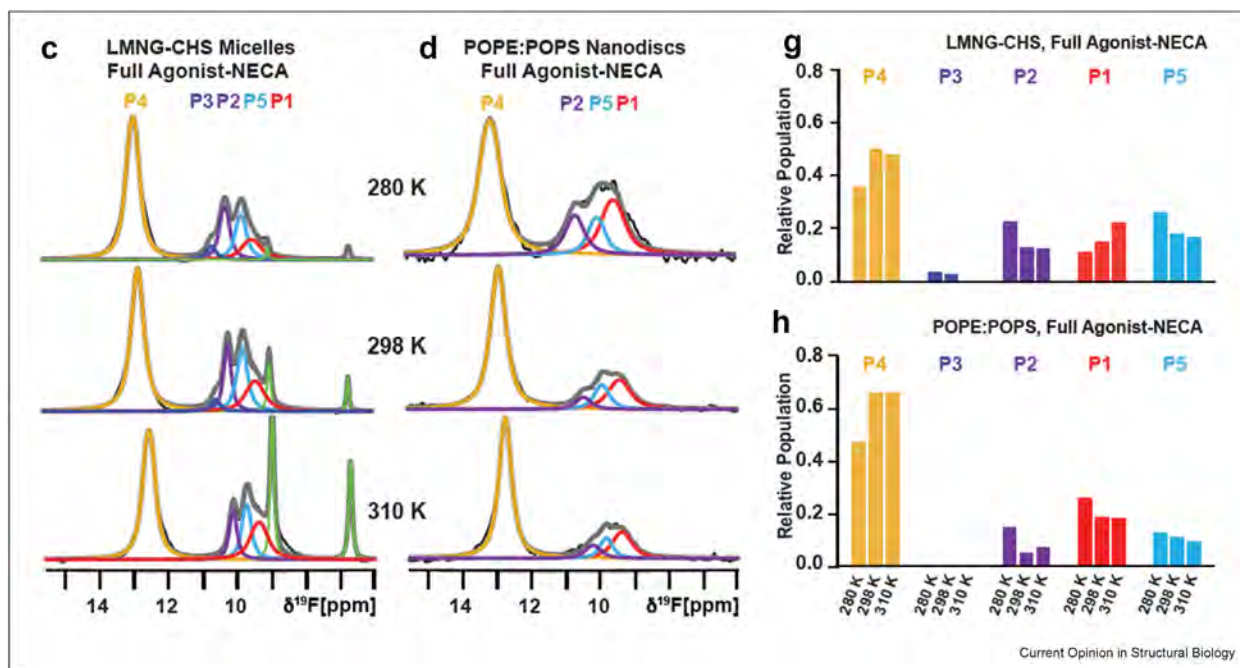 c
LMNG-CHS Micelles
Full Agonist-NECA
P4 P3 P2 P5 P1
d
POPE:POPS Nanodiscs
Full Agonist-NECA
P4 P2 P5 P1
280 K
298 K
310 K
14 12 10 δ¹⁹F[ppm]
14 12 10 δ¹⁹F[ppm]
g
LMNG-CHS, Full Agonist-NECA
P4 P3 P2 P1 P5
Relative Population
0.8
0.6
0.4
0.2
0.0
h
POPE:POPS, Full Agonist-NECA
P4 P3 P2 P1 P5
Relative Population
0.8
0.6
0.4
0.2
0.0
280 K 298 K 310 K 280 K 298 K 310 K 280 K 298 K 310 K 280 K 298 K 310 K 280 K 298 K 310 K
Current Opinion in Structural Biology